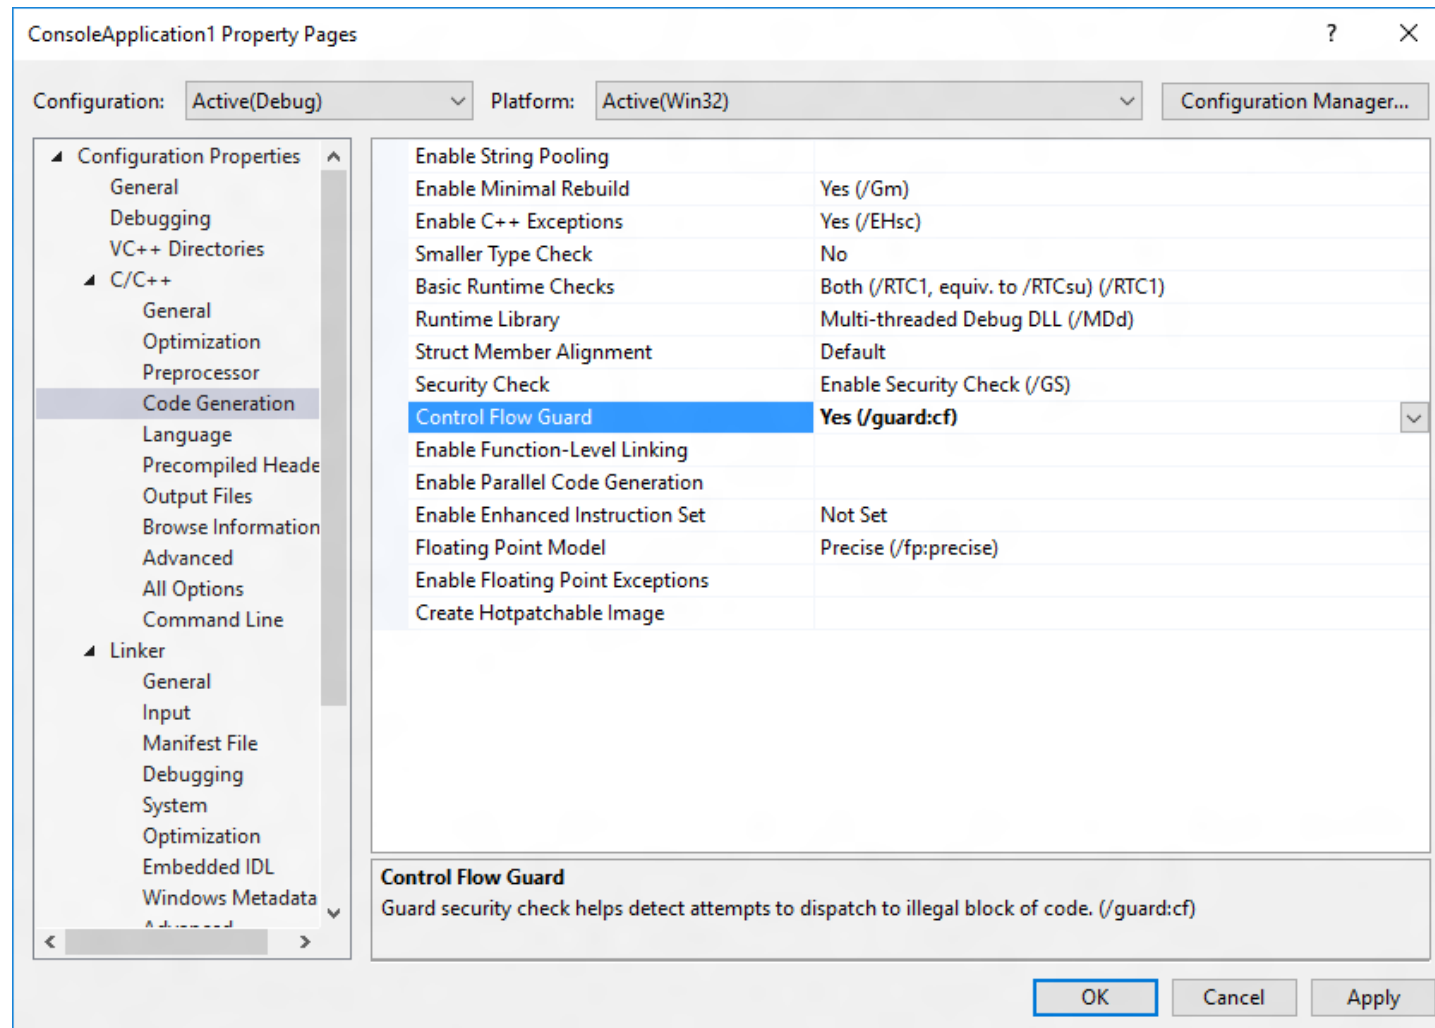 ConsoleApplication1 Property Pages
?
Configuration: Active(Debug) Platform: Active(Win32) Configuration Manager...
Configuration Properties
General
Debugging
VC++ Directories
C/C++
General
Optimization
Preprocessor
Code Generation
Language
Precompiled Heade
Output Files
Browse Information
Advanced
All Options
Command Line
Linker
General
Input
Manifest File
Debugging
System
Optimization
Embedded IDL
Windows Metadata
Advanced
Enable String Pooling
Enable Minimal Rebuild Yes (/Gm)
Enable C++ Exceptions Yes (/EHsc)
Smaller Type Check No
Basic Runtime Checks Both (/RTC1, equiv. to /RTCsu) (/RTC1)
Runtime Library Multi-threaded Debug DLL (/MDd)
Struct Member Alignment Default
Security Check Enable Security Check (/GS)
Control Flow Guard Yes (/guard:cf)
Enable Function-Level Linking
Enable Parallel Code Generation
Enable Enhanced Instruction Set Not Set
Floating Point Model Precise (/fp:precise)
Enable Floating Point Exceptions
Create Hotpatchable Image
Control Flow Guard
Guard security check helps detect attempts to dispatch to illegal block of code. (/guard:cf)
OK Cancel Apply